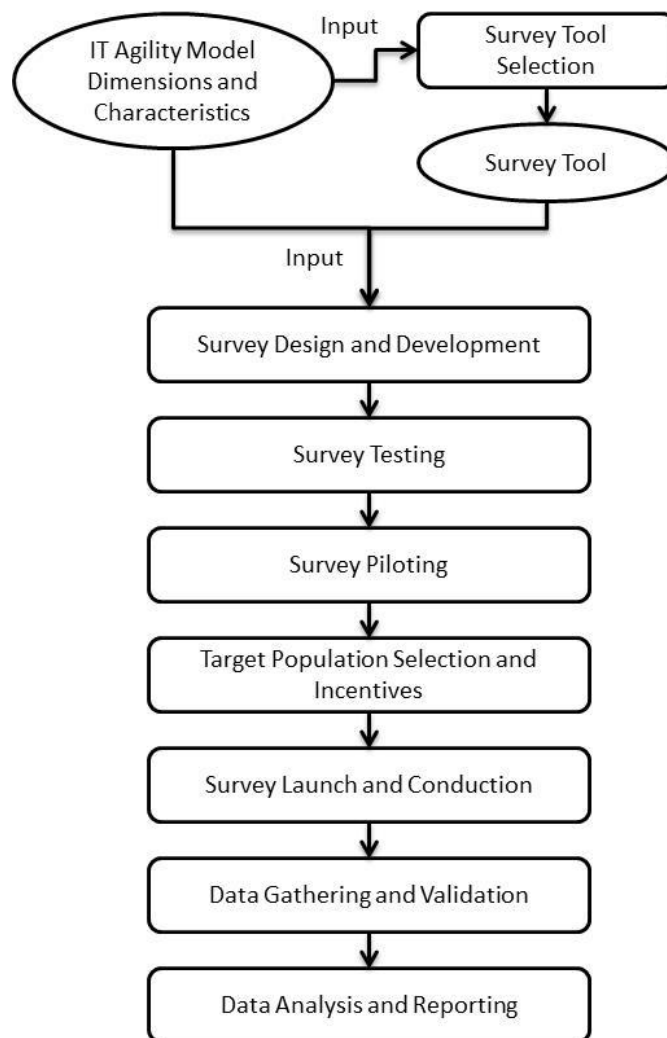 IT Agility Model
Dimensions and
Characteristics
Input
Survey Tool
Selection
Survey Tool
Input
Survey Design and Development
Survey Testing
Survey Piloting
Target Population Selection and
Incentives
Survey Launch and Conduction
Data Gathering and Validation
Data Analysis and Reporting